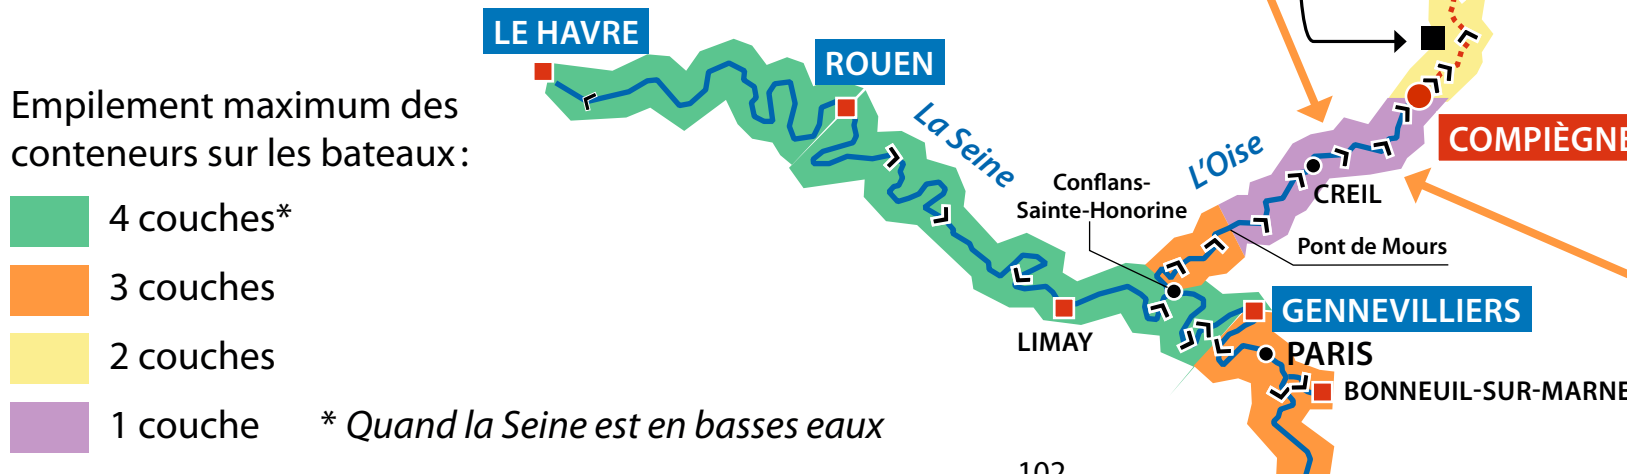 LE HAVRE
ROUEN
Empilement maximum des
conteneurs sur les bateaux :
4 couches*
3 couches
2 couches
1 couche
* Quand la Seine est en basses eaux
La Seine
L'Oise
COMPIÈGNE
Conflans-
Sainte-Honorine
CREIL
Pont de Mours
GENNEVILLIERS
LIMAY
PARIS
BONNEUIL-SUR-MARNE
102